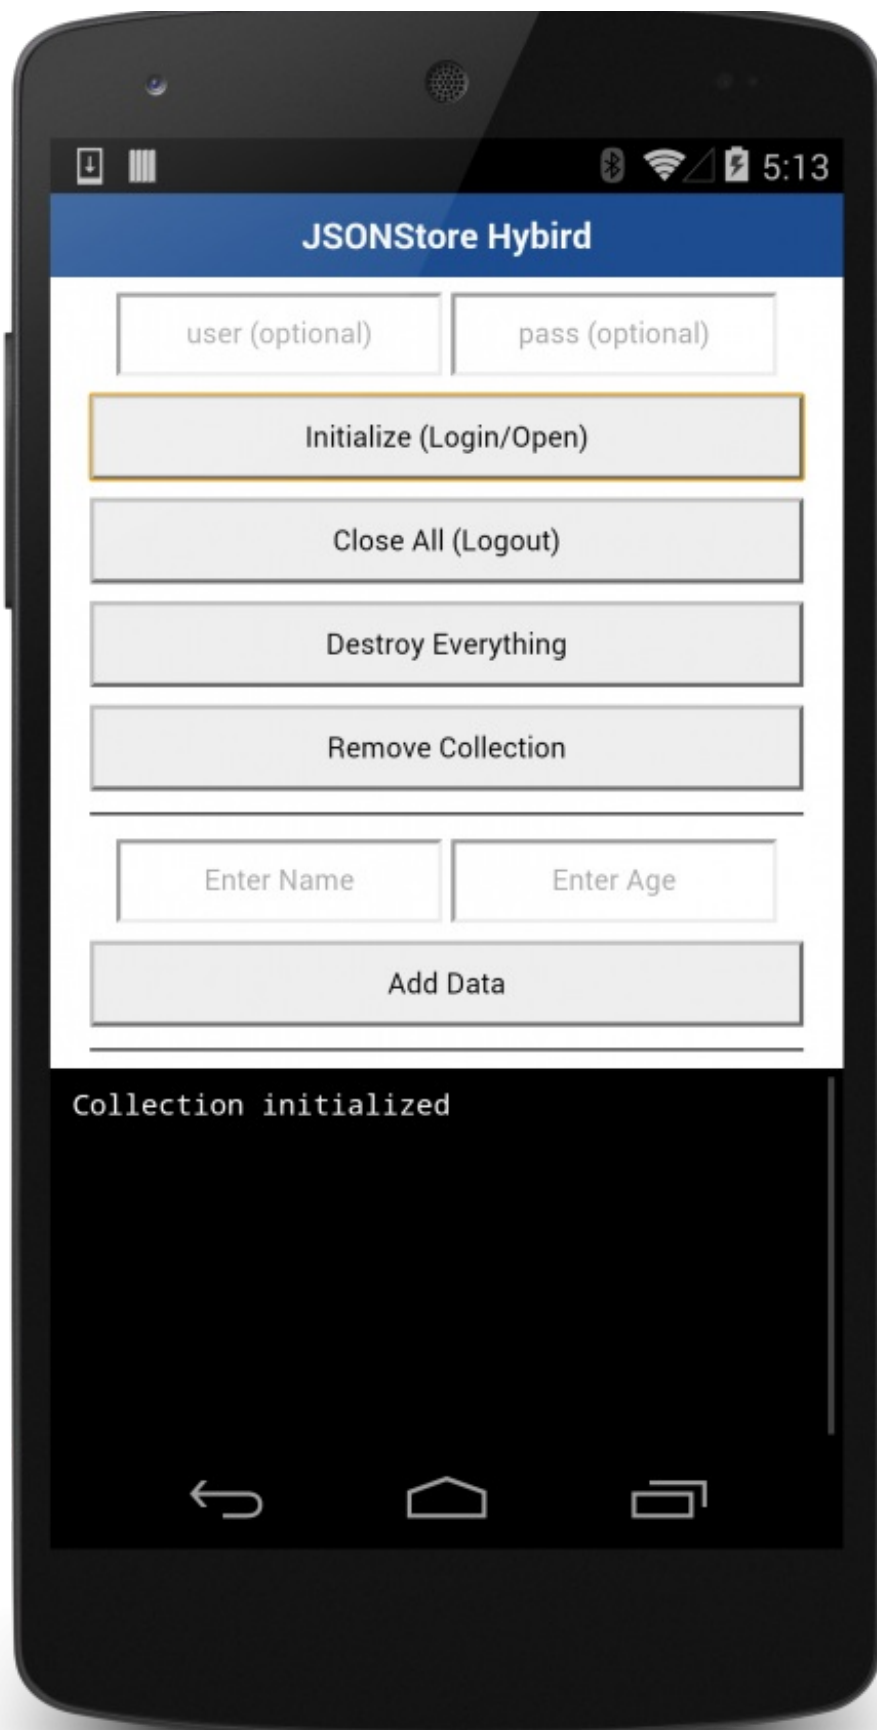 5:13
JSONStore Hybird
user (optional) pass (optional)
Initialize (Login/Open)
Close All (Logout)
Destroy Everything
Remove Collection
Enter Name Enter Age
Add Data
Collection initialized